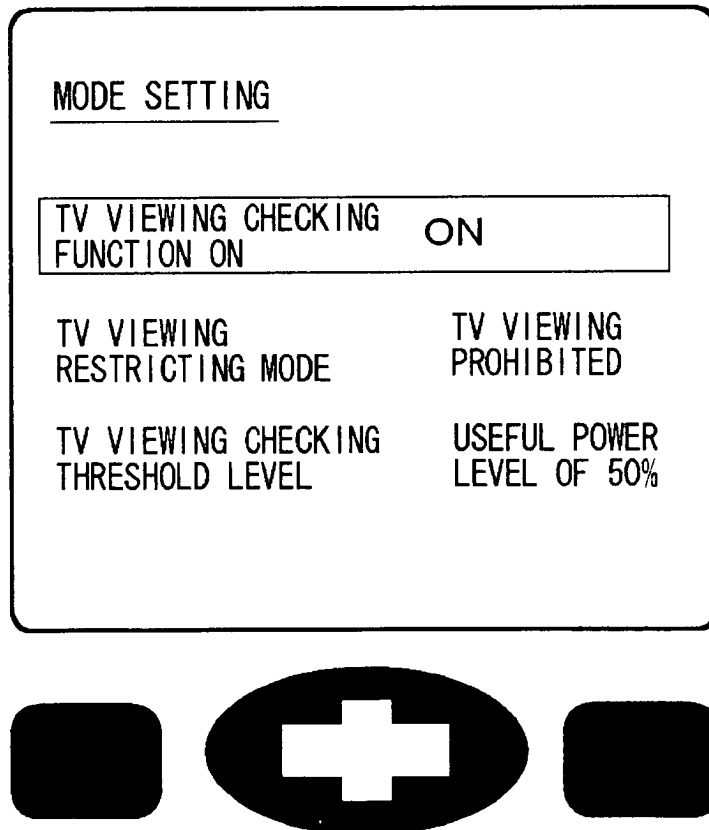 MODE SETTING
TV VIEWING CHECKING ON
FUNCTION ON
TV VIEWING TV VIEWING
RESTRICTING MODE PROHIBITED
TV VIEWING CHECKING USEFUL POWER
THRESHOLD LEVEL LEVEL OF 50%